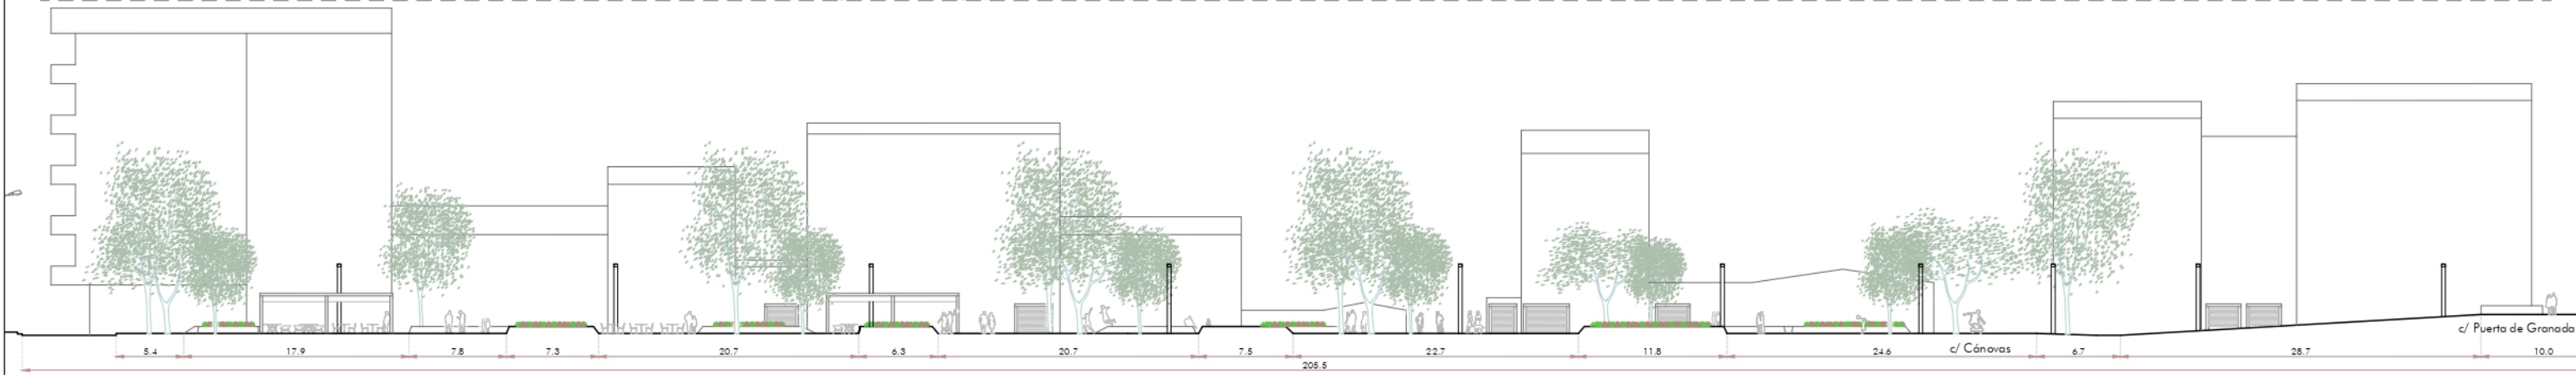 c/ Puerta de Granada
5.4 17.9 7.8 7.3 20.7 6.3 20.7 7.5 22.7 11.8 24.6 c/ Cánovas 6.7 28.7 10.0
205.5